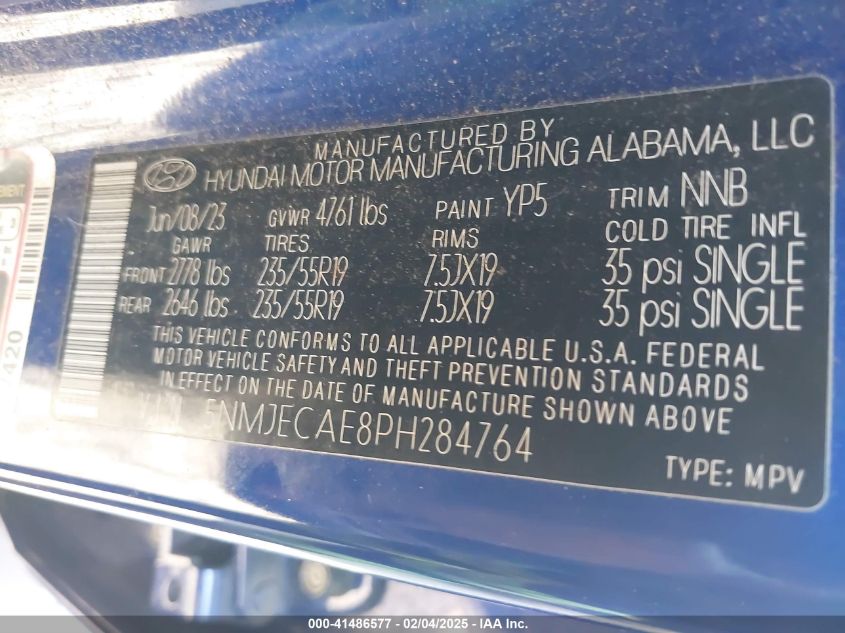 MANUFACTURED BY
HYUNDAI MOTOR MANUFACTURING ALABAMA, LLC
Jun/08/23 GVWR 4761 lbs PAINT YP5 TRIM NNB
GAWR TIRES RIMS COLD TIRE INFL
FRONT 2778 lbs 235/55R19 7.5JX19 35 psi SINGLE
REAR 2646 lbs 235/55R19 7.5JX19 35 psi SINGLE
THIS VEHICLE CONFORMS TO ALL APPLICABLE U.S.A. FEDERAL
MOTOR VEHICLE SAFETY AND THEFT PREVENTION STANDARDS
IN EFFECT ON THE DATE OF MANUFACTURE SHOWN ABOVE
5NMJECAE8PH284764
TYPE: MPV
420
000-41486577 - 02/04/2025 - IAA Inc.